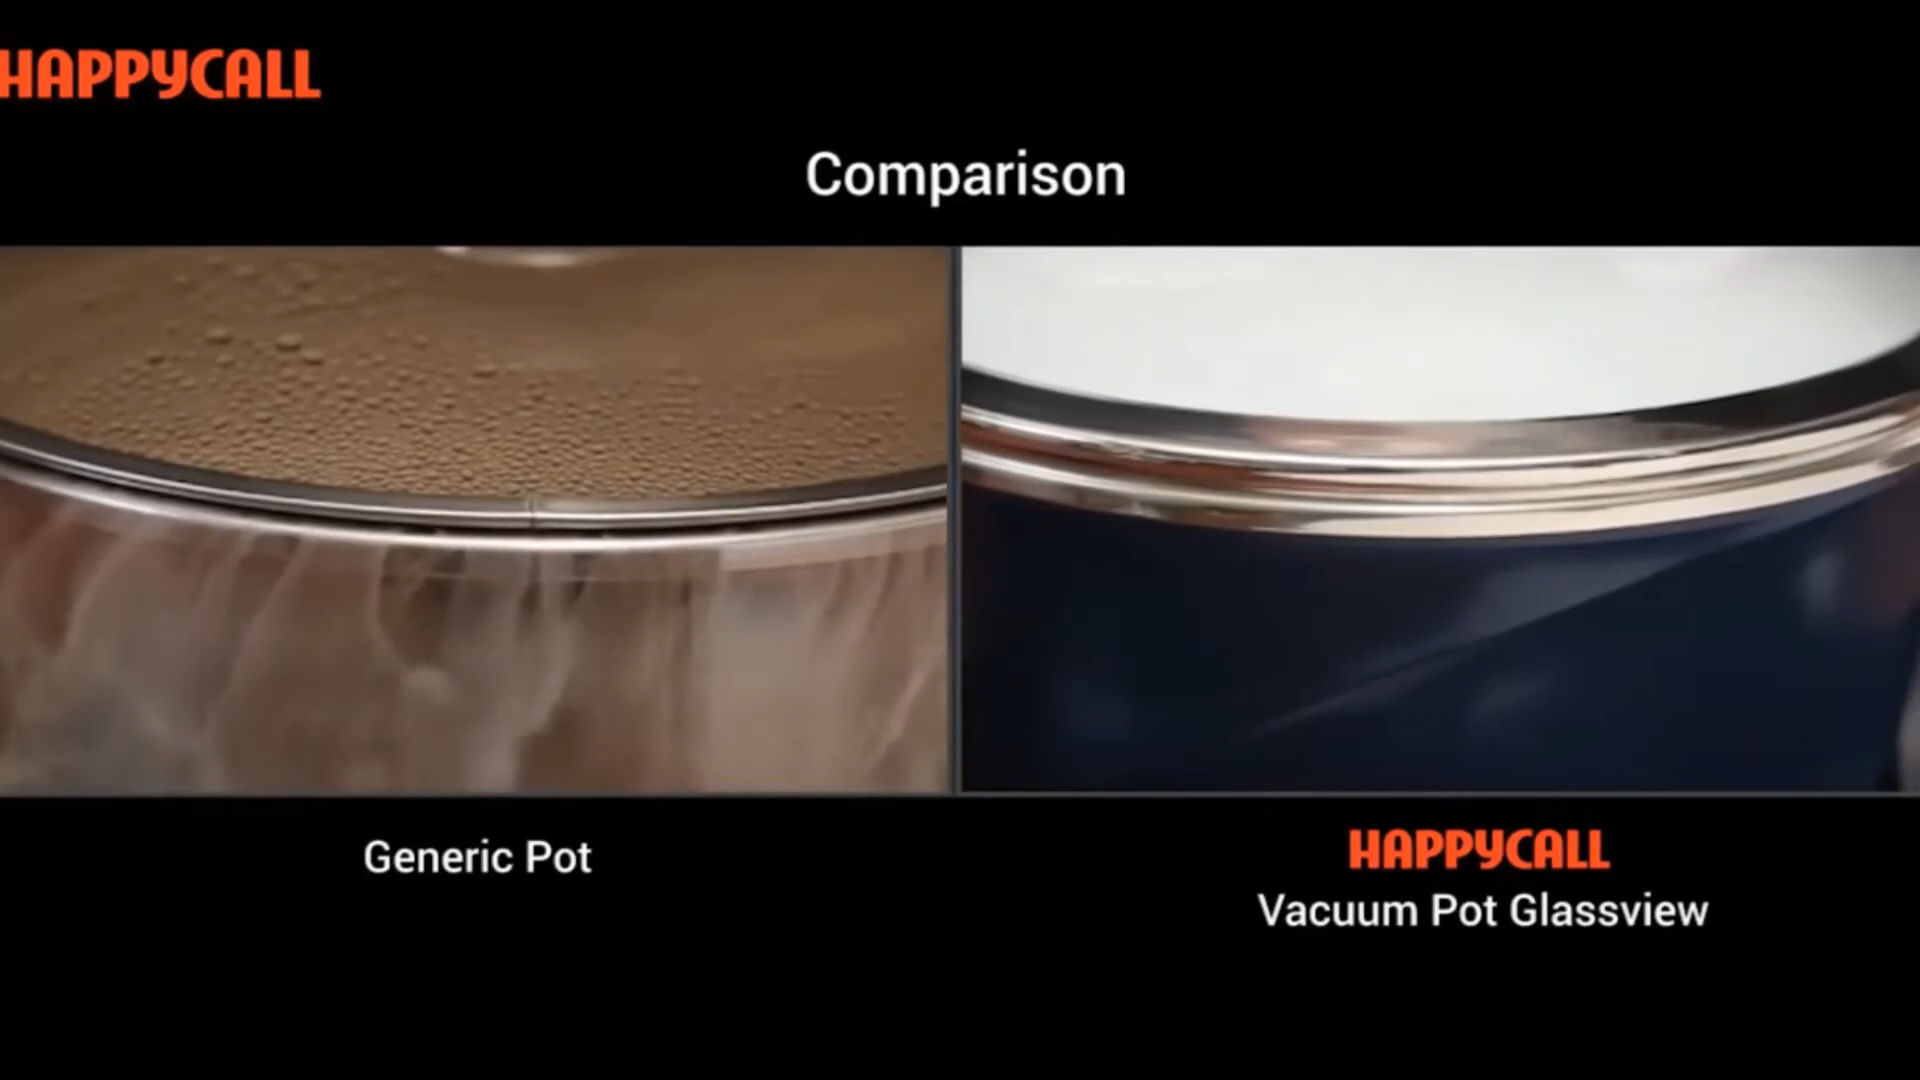 HAPPYCALL
Comparison
Generic Pot
HAPPYCALL
Vacuum Pot Glassview